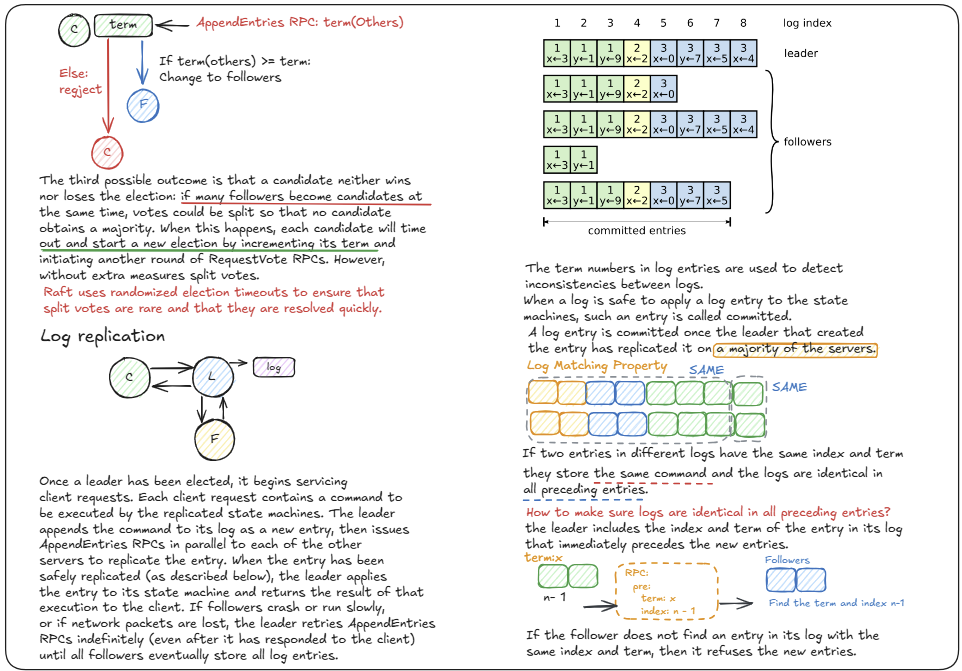 C
term
AppendEntries RPC: term(Others)
If term(others) >= term:
Change to followers
Else:
regject
F
C
The third possible outcome is that a candidate neither wins
nor loses the election: if many followers become candidates at
the same time, votes could be split so that no candidate
obtains a majority. When this happens, each candidate will time
out and start a new election by incrementing its term and
initiating another round of RequestVote RPCs. However,
without extra measures split votes.
Raft uses randomized election timeouts to ensure that
split votes are rare and that they are resolved quickly.
Log replication
C
L
log
F
Once a leader has been elected, it begins servicing
client requests. Each client request contains a command to
be executed by the replicated state machines. The leader
appends the command to its log as a new entry, then issues
AppendEntries RPCs in parallel to each of the other
servers to replicate the entry. When the entry has been
safely replicated (as described below), the leader applies
the entry to its state machine and returns the result of that
execution to the client. If followers crash or run slowly,
or if network packets are lost, the leader retries AppendEntries
RPCs indefinitely (even after it has responded to the client)
until all followers eventually store all log entries.
1 2 3 4 5 6 7 8 log index
1 1 1 2 3 3 3 3
x←3 y←1 y←9 x←2 x←0 y←7 x←5 x←4
leader
1 1 1 2 3
x←3 y←1 y←9 x←2 x←0
1 1 1 2 3 3 3 3
x←3 y←1 y←9 x←2 x←0 y←7 x←5 x←4
followers
1 1
x←3 y←1
1 1 1 2 3 3 3
x←3 y←1 y←9 x←2 x←0 y←7 x←5
committed entries
The term numbers in log entries are used to detect
inconsistencies between logs.
When a log is safe to apply a log entry to the state
machines, such an entry is called committed.
A log entry is committed once the leader that created
the entry has replicated it on a majority of the servers.
Log Matching Property
SAME
SAME
If two entries in different logs have the same index and term
they store the same command and the logs are identical in
all preceding entries.
How to make sure logs are identical in all preceding entries?
the leader includes the index and term of the entry in its log
that immediately precedes the new entries.
term:x
n- 1
RPC:
pre:
term: x
index: n - 1
Followers
Find the term and index n-1
If the follower does not find an entry in its log with the
same index and term, then it refuses the new entries.